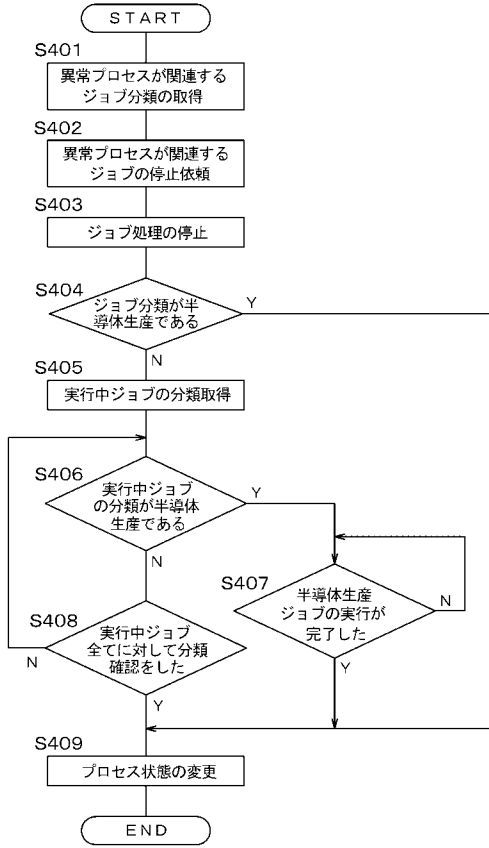 START
S401
異常プロセスが関連する
ジョブ分類の取得
S402
異常プロセスが関連する
ジョブの停止依頼
S403
ジョブ処理の停止
S404
ジョブ分類が半
導体生産である
Y
N
S405
実行中ジョブの分類取得
S406
実行中ジョブ
の分類が半導体
生産である
Y
N
S407
半導体生産
ジョブの実行が
完了した
N
Y
S408
実行中ジョブ
全てに対して分類
確認をした
N
Y
S409
プロセス状態の変更
END